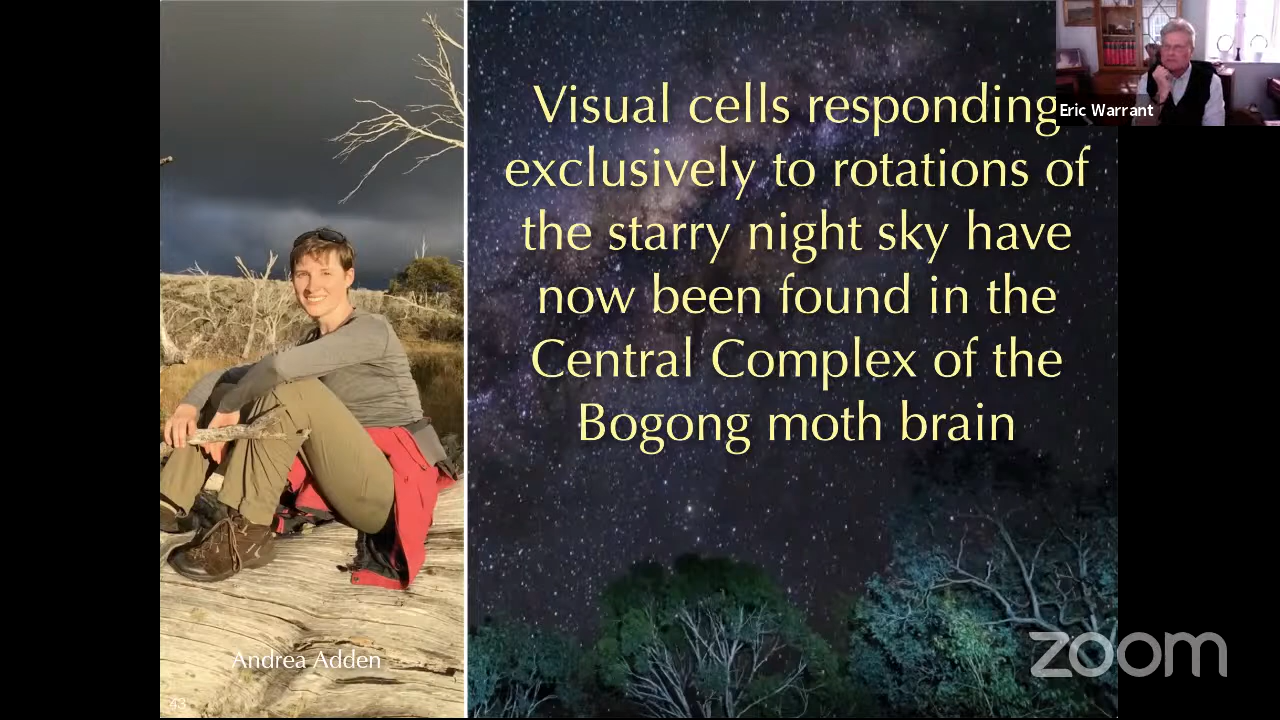 Visual cells responding
exclusively to rotations of
the starry night sky have
now been found in the
Central Complex of the
Bogong moth brain
Eric Warrant
Andrea Adden
43
zoom